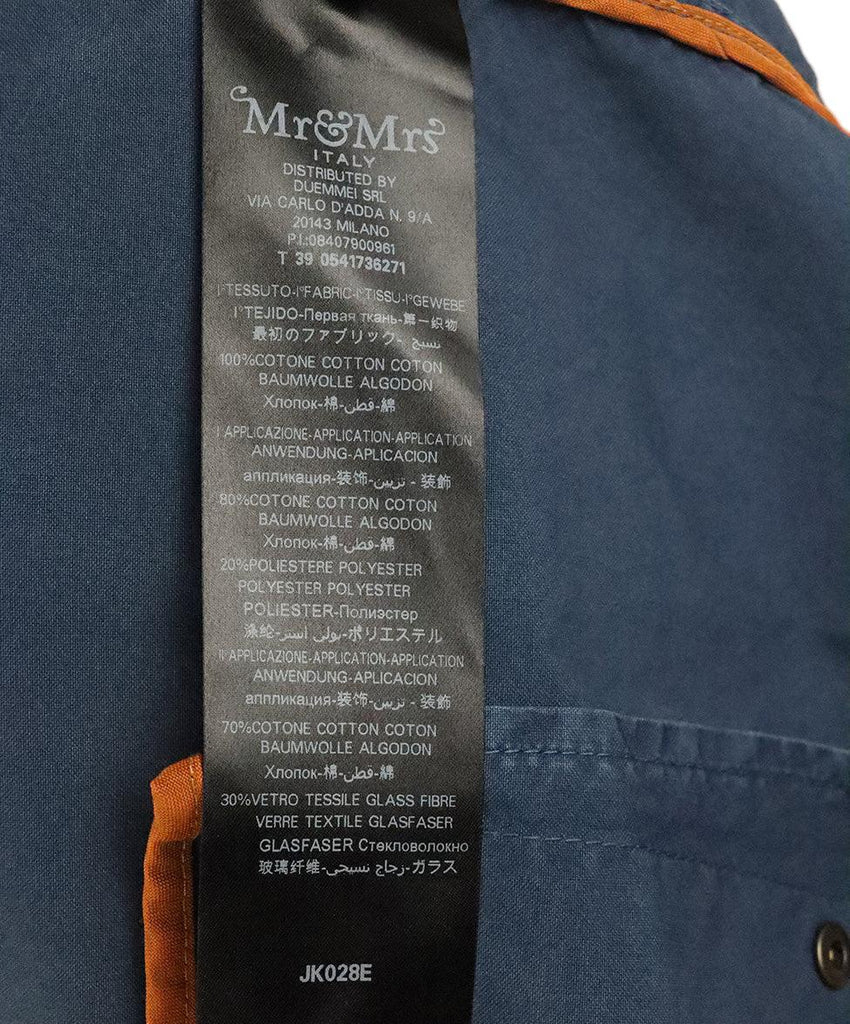 Mr&Mrs
ITALY
DISTRIBUTED BY
DUEMMEI SRL
VIA CARLO D'ADDA N. 9/A
20143 MILANO
P.I.:08407900961
T 39 0541736271
I°TESSUTO-I°FABRIC-I°TISSU-I°GEWEBE
I°TEJIDO-Первая ткань-第一织物
最初のファブリック- نسيج
100%COTONE COTTON COTON
BAUMWOLLE ALGODON
Хлопок-棉-قطن-綿
I APPLICAZIONE-APPLICATION-APPLICATION
ANWENDUNG-APLICACION
аппликация-装饰-تزيين - 装飾
80%COTONE COTTON COTON
BAUMWOLLE ALGODON
Хлопок-棉-قطن-綿
20%POLIESTERE POLYESTER
POLYESTER POLYESTER
POLIESTER-Полиэстер
涤纶-بولي استر-ポリエステル
II APPLICAZIONE-APPLICATION-APPLICATION
ANWENDUNG-APLICACION
аппликация-装饰-تزيين - 装飾
70%COTONE COTTON COTON
BAUMWOLLE ALGODON
Хлопок-棉-قطن-綿
30%VETRO TESSILE GLASS FIBRE
VERRE TEXTILE GLASFASER
GLASFASER Стекловолокно
玻璃纤维-زجاج نسيجي-ガラス
JK028E